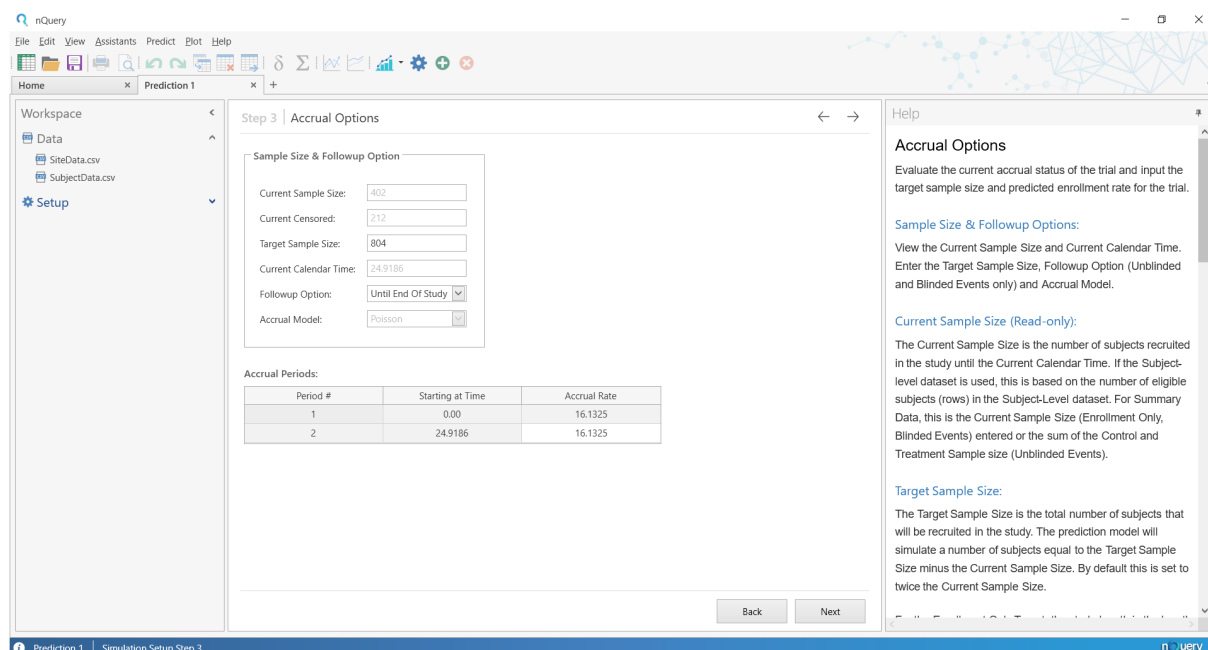 nQuery
File Edit View Assistants Predict Plot Help
Home × Prediction 1 × +
Workspace
Data
SiteData.csv
SubjectData.csv
Setup
Step 3 | Accrual Options
Sample Size & Followup Option
Current Sample Size: 402
Current Censored: 212
Target Sample Size: 804
Current Calendar Time: 24.9186
Followup Option: Until End Of Study
Accrual Model: Poisson
Accrual Periods:
Period # Starting at Time Accrual Rate
1 0.00 16.1325
2 24.9186 16.1325
Back Next
Help
Accrual Options
Evaluate the current accrual status of the trial and input the
target sample size and predicted enrollment rate for the trial.
Sample Size & Followup Options:
View the Current Sample Size and Current Calendar Time.
Enter the Target Sample Size, Followup Option (Unblinded
and Blinded Events only) and Accrual Model.
Current Sample Size (Read-only):
The Current Sample Size is the number of subjects recruited
in the study until the Current Calendar Time. If the Subject-
level dataset is used, this is based on the number of eligible
subjects (rows) in the Subject-Level dataset. For Summary
Data, this is the Current Sample Size (Enrollment Only,
Blinded Events) entered or the sum of the Control and
Treatment Sample size (Unblinded Events).
Target Sample Size:
The Target Sample Size is the total number of subjects that
will be recruited in the study. The prediction model will
simulate a number of subjects equal to the Target Sample
Size minus the Current Sample Size. By default this is set to
twice the Current Sample Size.
Prediction 1 | Simulation Setup Step 3
nQuery